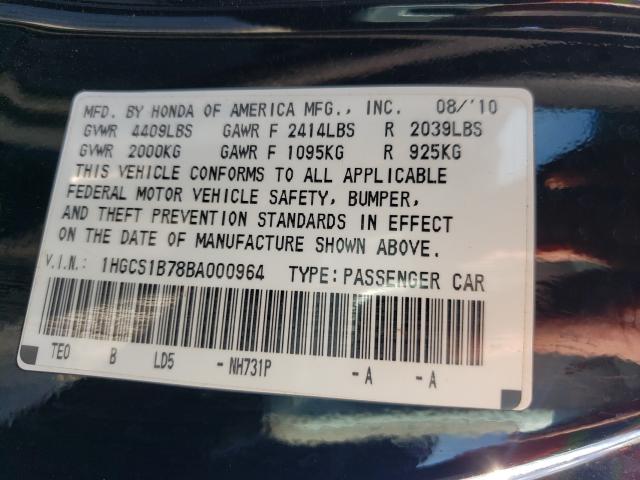 MFD. BY HONDA OF AMERICA MFG., INC. 08/'10
GVWR 4409LBS GAWR F 2414LBS R 2039LBS
GVWR 2000KG GAWR F 1095KG R 925KG
THIS VEHICLE CONFORMS TO ALL APPLICABLE
FEDERAL MOTOR VEHICLE SAFETY, BUMPER,
AND THEFT PREVENTION STANDARDS IN EFFECT
ON THE DATE OF MANUFACTURE SHOWN ABOVE.
V.I.N.: 1HGCS1B78BA000964 TYPE:PASSENGER CAR
TE0 B LD5 -NH731P -A -A